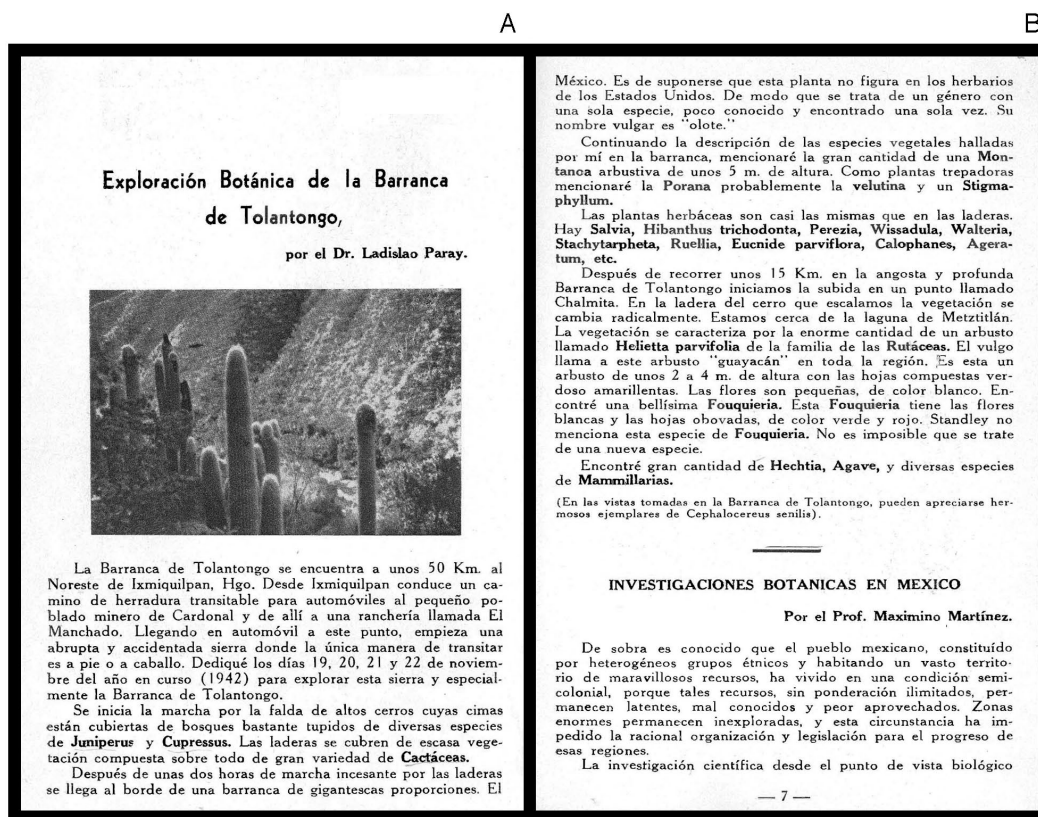 A
Exploración Botánica de la Barranca
de Tolantongo,
por el Dr. Ladislao Paray.
La Barranca de Tolantongo se encuentra a unos 50 Km. al
Noreste de Ixmiquilpan, Hgo. Desde Ixmiquilpan conduce un ca-
mino de herradura transitable para automóviles al pequeño po-
blado minero de Cardonal y de allí a una ranchería llamada El
Manchado. Llegando en automóvil a este punto, empieza una
abrupta y accidentada sierra donde la única manera de transitar
es a pie o a caballo. Dediqué los días 19, 20, 21 y 22 de noviem-
bre del año en curso (1942) para explorar esta sierra y especial-
mente la Barranca de Tolantongo.
Se inicia la marcha por la falda de altos cerros cuyas cimas
están cubiertas de bosques bastante tupidos de diversas especies
de Juniperus y Cupressus. Las laderas se cubren de escasa vege-
tación compuesta sobre todo de gran variedad de Cactáceas.
Después de unas dos horas de marcha incesante por las laderas
se llega al borde de una barranca de gigantescas proporciones. El
B
México. Es de suponerse que esta planta no figura en los herbarios
de los Estados Unidos. De modo que se trata de un género con
una sola especie, poco conocido y encontrado una sola vez. Su
nombre vulgar es "olote."
Continuando la descripción de las especies vegetales halladas
por mí en la barranca, mencionaré la gran cantidad de una Mon-
tanoa arbustiva de unos 5 m. de altura. Como plantas trepadoras
mencionaré la Porana probablemente la velutina y un Stigma-
phyllum.
Las plantas herbáceas son casi las mismas que en las laderas.
Hay Salvia, Hibanthus trichodonta, Perezia, Wissadula, Walteria,
Stachytarpheta, Ruellia, Eucnide parviflora, Calophanes, Agera-
tum, etc.
Después de recorrer unos 15 Km. en la angosta y profunda
Barranca de Tolantongo iniciamos la subida en un punto llamado
Chalmita. En la ladera del cerro que escalamos la vegetación se
cambia radicalmente. Estamos cerca de la laguna de Metztitlán.
La vegetación se caracteriza por la enorme cantidad de un arbusto
llamado Helietta parvifolia de la familia de las Rutáceas. El vulgo
llama a este arbusto "guayacán" en toda la región. Es esta un
arbusto de unos 2 a 4 m. de altura con las hojas compuestas ver-
doso amarillentas. Las flores son pequeñas, de color blanco. En-
contré una bellísima Fouquieria. Esta Fouquieria tiene las flores
blancas y las hojas obovadas, de color verde y rojo. Standley no
menciona esta especie de Fouquieria. No es imposible que se trate
de una nueva especie.
Encontré gran cantidad de Hechtia, Agave, y diversas especies
de Mammillarias.
(En las vistas tomadas en la Barranca de Tolantongo, pueden apreciarse her-
mosos ejemplares de Cephalocereus senilis).
INVESTIGACIONES BOTANICAS EN MEXICO
Por el Prof. Maximino Martínez.
De sobra es conocido que el pueblo mexicano, constituído
por heterogéneos grupos étnicos y habitando un vasto territo-
rio de maravillosos recursos, ha vivido en una condición semi-
colonial, porque tales recursos, sin ponderación ilimitados, per-
manecen latentes, mal conocidos y peor aprovechados. Zonas
enormes permanecen inexploradas, y esta circunstancia ha im-
pedido la racional organización y legislación para el progreso de
esas regiones.
La investigación científica desde el punto de vista biológico
— 7 —